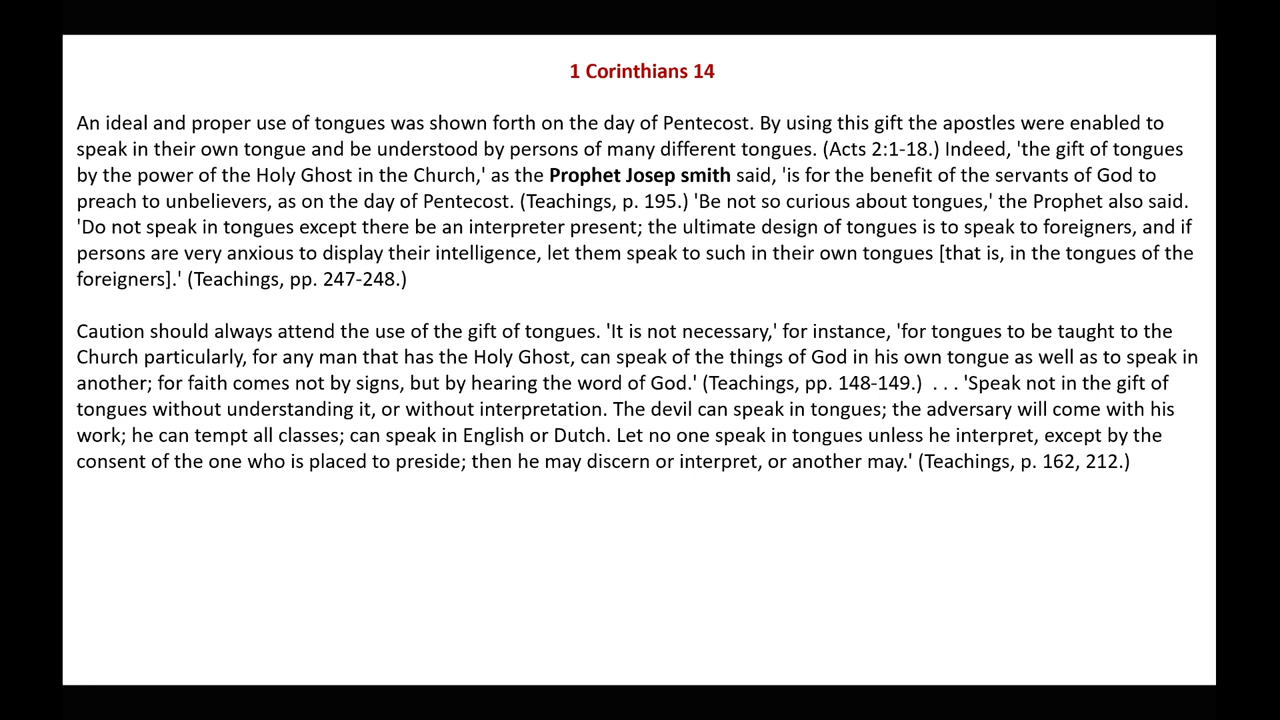 1 Corinthians 14
An ideal and proper use of tongues was shown forth on the day of Pentecost. By using this gift the apostles were enabled to
speak in their own tongue and be understood by persons of many different tongues. (Acts 2:1-18.) Indeed, 'the gift of tongues
by the power of the Holy Ghost in the Church,' as the Prophet Josep smith said, 'is for the benefit of the servants of God to
preach to unbelievers, as on the day of Pentecost. (Teachings, p. 195.) 'Be not so curious about tongues,' the Prophet also said.
'Do not speak in tongues except there be an interpreter present; the ultimate design of tongues is to speak to foreigners, and if
persons are very anxious to display their intelligence, let them speak to such in their own tongues [that is, in the tongues of the
foreigners].' (Teachings, pp. 247-248.)
Caution should always attend the use of the gift of tongues. 'It is not necessary,' for instance, 'for tongues to be taught to the
Church particularly, for any man that has the Holy Ghost, can speak of the things of God in his own tongue as well as to speak in
another; for faith comes not by signs, but by hearing the word of God.' (Teachings, pp. 148-149.)  . . . 'Speak not in the gift of
tongues without understanding it, or without interpretation. The devil can speak in tongues; the adversary will come with his
work; he can tempt all classes; can speak in English or Dutch. Let no one speak in tongues unless he interpret, except by the
consent of the one who is placed to preside; then he may discern or interpret, or another may.' (Teachings, p. 162, 212.)